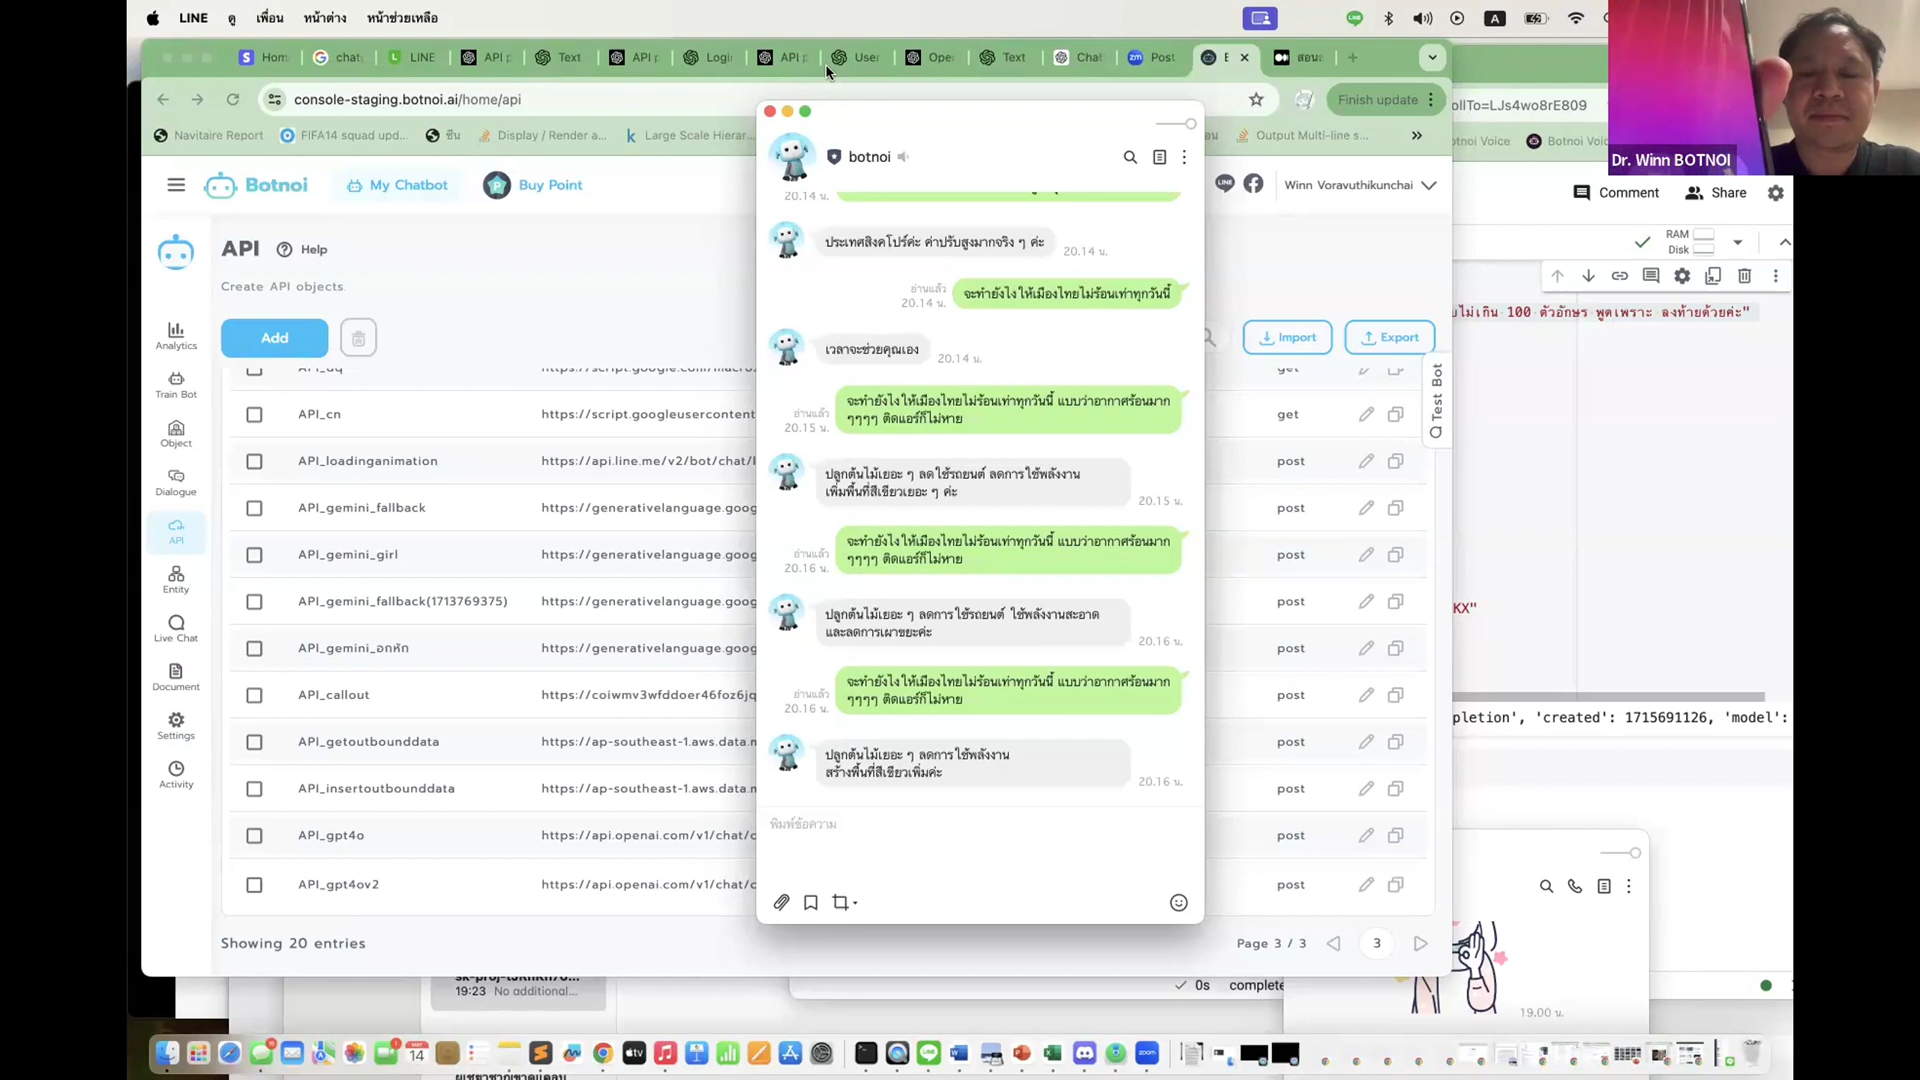 LINE ดู เพื่อน หน้าต่าง หน้าช่วยเหลือ
A
Hom chat LINE API Text API Login API User Ope Text Chat Post E สอน
console-staging.botnoi.ai/home/api
Finish update
ollTo=LJs4wo8rE809
Navitaire Report FIFA14 squad upd... ซีน Display / Render a... Large Scale Hierar... อน Output Multi-line s... »
otnoi Voice Botnoi Voi
Dr. Winn BOTNOI
Botnoi My Chatbot Buy Point
Winn Voravuthikunchai
Comment Share
RAM
Disk
API Help
Create API objects.
Add
Import Export
Test Bot
Analytics
Train Bot
Object
Dialogue
API
Entity
Live Chat
Document
Settings
Activity
API_cn https://script.googleusercontent get
API_loadinganimation https://api.line.me/v2/bot/chat/l post
API_gemini_fallback https://generativelanguage.goog post
API_gemini_girl https://generativelanguage.goog post
API_gemini_fallback(1713769375) https://generativelanguage.goog post
API_gemini_อกหัก https://generativelanguage.goog post
API_callout https://coiwmv3wfddoer46foz6jq post
API_getoutbounddata https://ap-southeast-1.aws.data.n post
API_insertoutbounddata https://ap-southeast-1.aws.data.n post
API_gpt4o https://api.openai.com/v1/chat/c post
API_gpt4ov2 https://api.openai.com/v1/chat/c post
Showing 20 entries
Page 3 / 3
3
botnoi
20.14 น.
ประเทศสิงคโปร์ค่ะ ค่าปรับสูงมากจริง ๆ ค่ะ
20.14 น.
จะทำยังไงให้เมืองไทยไม่ร้อนเท่าทุกวันนี้
อ่านแล้ว
20.14 น.
เวลาจะช่วยคุณเอง
20.14 น.
จะทำยังไงให้เมืองไทยไม่ร้อนเท่าทุกวันนี้ แบบว่าอากาศร้อนมาก
ๆๆๆๆ ติดแอร์ก็ไม่หาย
อ่านแล้ว
20.15 น.
ปลูกต้นไม้เยอะ ๆ ลดใช้รถยนต์ ลดการใช้พลังงาน
เพิ่มพื้นที่สีเขียวเยอะ ๆ ค่ะ
20.15 น.
จะทำยังไงให้เมืองไทยไม่ร้อนเท่าทุกวันนี้ แบบว่าอากาศร้อนมาก
ๆๆๆๆ ติดแอร์ก็ไม่หาย
อ่านแล้ว
20.16 น.
ปลูกต้นไม้เยอะ ๆ ลดการใช้รถยนต์ ใช้พลังงานสะอาด
และลดการเผาขยะค่ะ
20.16 น.
จะทำยังไงให้เมืองไทยไม่ร้อนเท่าทุกวันนี้ แบบว่าอากาศร้อนมาก
ๆๆๆๆ ติดแอร์ก็ไม่หาย
อ่านแล้ว
20.16 น.
ปลูกต้นไม้เยอะ ๆ ลดการใช้พลังงาน
สร้างพื้นที่สีเขียวเพิ่มค่ะ
20.16 น.
พิมพ์ข้อความ
ไม่เกิน 100 ตัวอักษร พูดเพราะ ลงท้ายด้วยค่ะ"
KX"
pletion', 'created': 1715691126, 'model':
19:23 No additional...
0s complete
19.00 น.
MAY
14